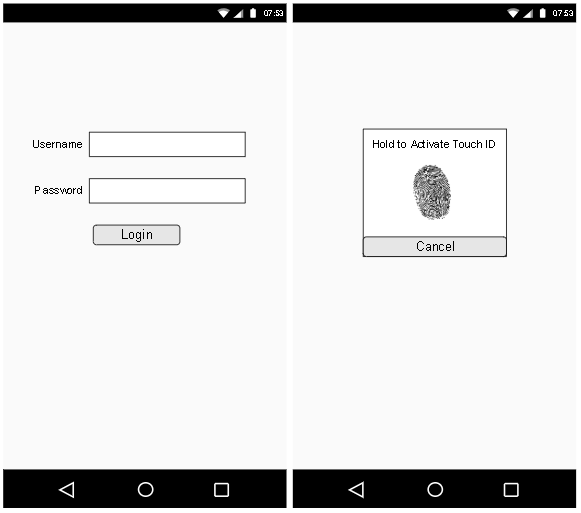 07:53
Username
Password
Login
07:53
Hold to Activate Touch ID
Cancel